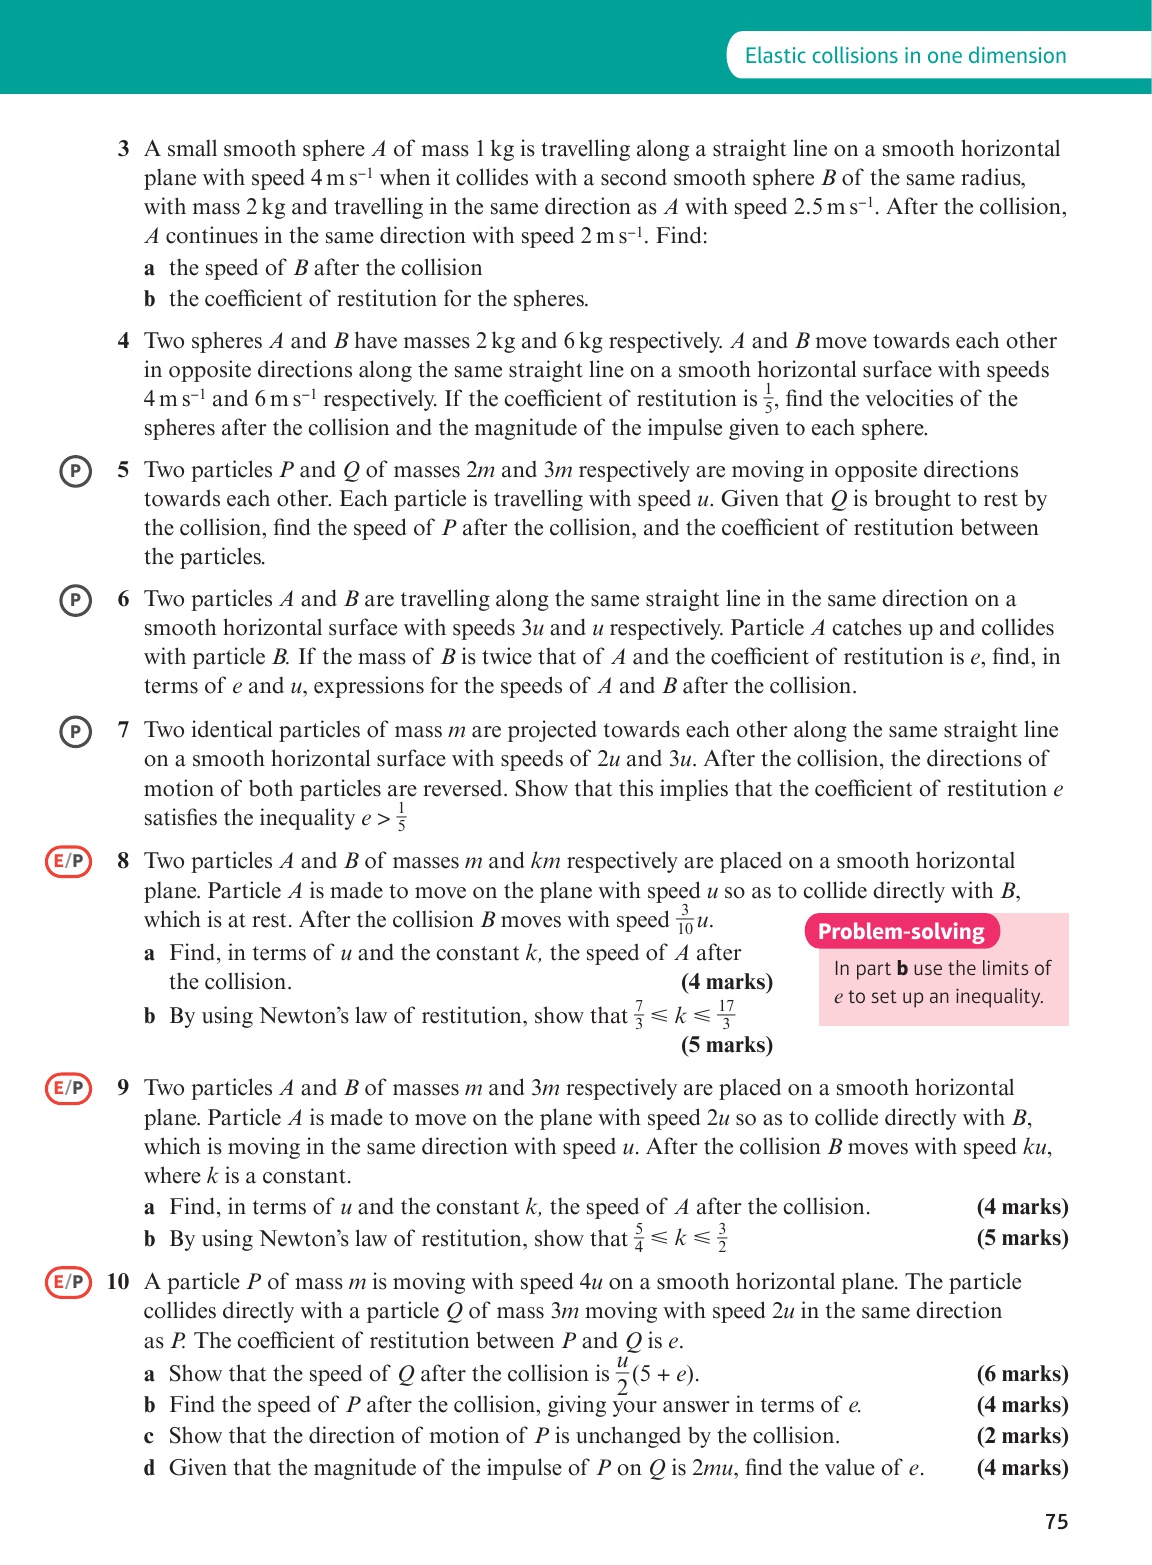 Elastic collisions in one dimension
3 A small smooth sphere A of mass 1 kg is travelling along a straight line on a smooth horizontal
plane with speed 4 m s⁻¹ when it collides with a second smooth sphere B of the same radius,
with mass 2 kg and travelling in the same direction as A with speed 2.5 m s⁻¹. After the collision,
A continues in the same direction with speed 2 m s⁻¹. Find:
a the speed of B after the collision
b the coefficient of restitution for the spheres.
4 Two spheres A and B have masses 2 kg and 6 kg respectively. A and B move towards each other
in opposite directions along the same straight line on a smooth horizontal surface with speeds
4 m s⁻¹ and 6 m s⁻¹ respectively. If the coefficient of restitution is 1/5, find the velocities of the
spheres after the collision and the magnitude of the impulse given to each sphere.
P 5 Two particles P and Q of masses 2m and 3m respectively are moving in opposite directions
towards each other. Each particle is travelling with speed u. Given that Q is brought to rest by
the collision, find the speed of P after the collision, and the coefficient of restitution between
the particles.
P 6 Two particles A and B are travelling along the same straight line in the same direction on a
smooth horizontal surface with speeds 3u and u respectively. Particle A catches up and collides
with particle B. If the mass of B is twice that of A and the coefficient of restitution is e, find, in
terms of e and u, expressions for the speeds of A and B after the collision.
P 7 Two identical particles of mass m are projected towards each other along the same straight line
on a smooth horizontal surface with speeds of 2u and 3u. After the collision, the directions of
motion of both particles are reversed. Show that this implies that the coefficient of restitution e
satisfies the inequality e > 1/5
E/P 8 Two particles A and B of masses m and km respectively are placed on a smooth horizontal
plane. Particle A is made to move on the plane with speed u so as to collide directly with B,
which is at rest. After the collision B moves with speed 3/10 u.
a Find, in terms of u and the constant k, the speed of A after
the collision. (4 marks)
b By using Newton's law of restitution, show that 7/3 ⩽ k ⩽ 17/3
(5 marks)
Problem-solving
In part b use the limits of
e to set up an inequality.
E/P 9 Two particles A and B of masses m and 3m respectively are placed on a smooth horizontal
plane. Particle A is made to move on the plane with speed 2u so as to collide directly with B,
which is moving in the same direction with speed u. After the collision B moves with speed ku,
where k is a constant.
a Find, in terms of u and the constant k, the speed of A after the collision. (4 marks)
b By using Newton's law of restitution, show that 5/4 ⩽ k ⩽ 3/2 (5 marks)
E/P 10 A particle P of mass m is moving with speed 4u on a smooth horizontal plane. The particle
collides directly with a particle Q of mass 3m moving with speed 2u in the same direction
as P. The coefficient of restitution between P and Q is e.
a Show that the speed of Q after the collision is u/2 (5 + e). (6 marks)
b Find the speed of P after the collision, giving your answer in terms of e. (4 marks)
c Show that the direction of motion of P is unchanged by the collision. (2 marks)
d Given that the magnitude of the impulse of P on Q is 2mu, find the value of e. (4 marks)
75